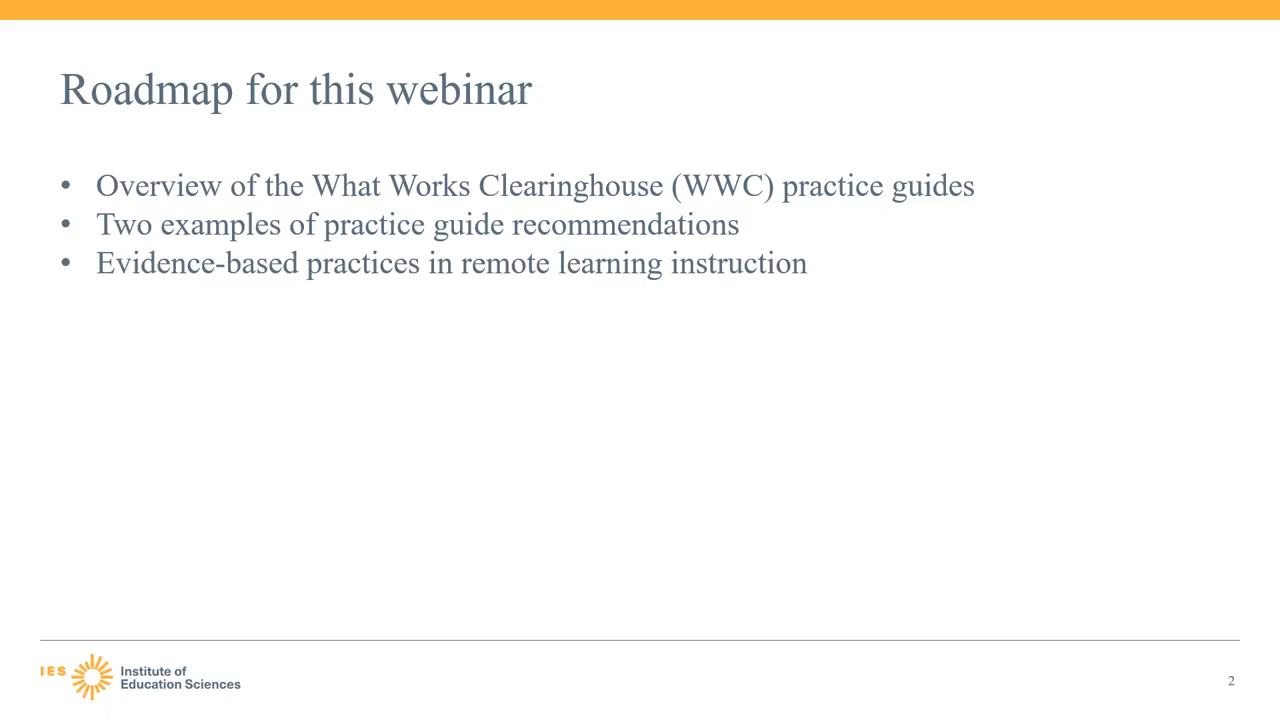 Roadmap for this webinar
• Overview of the What Works Clearinghouse (WWC) practice guides
• Two examples of practice guide recommendations
• Evidence-based practices in remote learning instruction
IES
Institute of
Education Sciences
2